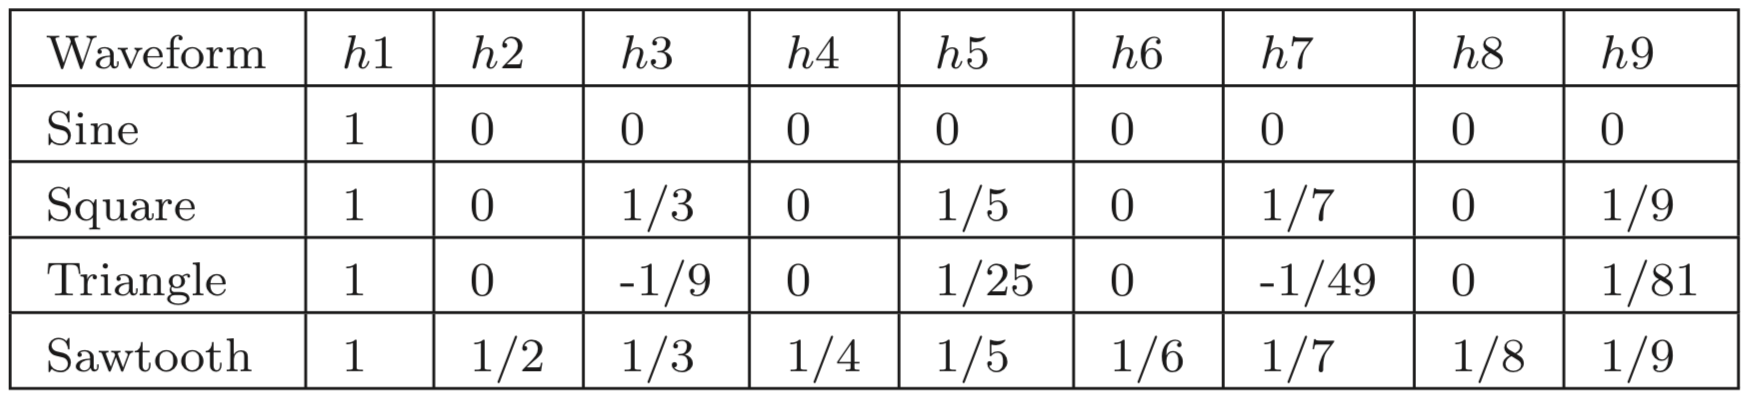 Waveform h1 h2 h3 h4 h5 h6 h7 h8 h9
Sine 1 0 0 0 0 0 0 0 0
Square 1 0 1/3 0 1/5 0 1/7 0 1/9
Triangle 1 0 -1/9 0 1/25 0 -1/49 0 1/81
Sawtooth 1 1/2 1/3 1/4 1/5 1/6 1/7 1/8 1/9